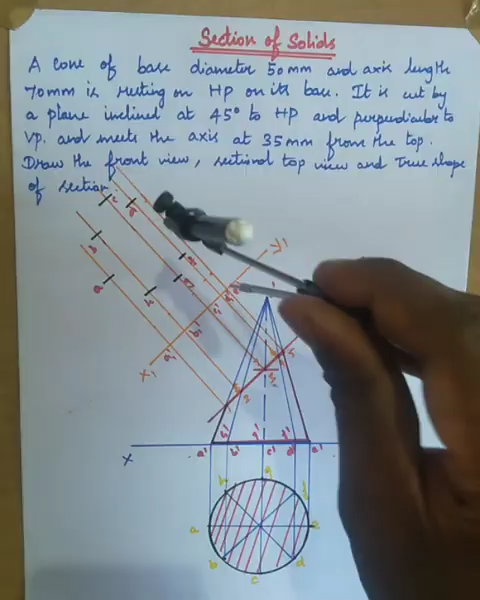 Section of Solids
A Cone of base diameter 50mm and axis length
70mm is resting on HP on its base. It is cut by
a plane inclined at 45° to HP and perpendicular to
VP. and meets the axis at 35mm from the top.
Draw the front view, sectional top view and True shape
of section.
Y1
X1
X
a' b' c' d' e'
a
b
c
d
e